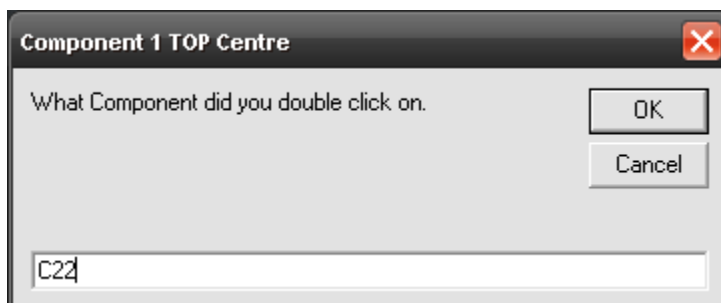 Component 1 TOP Centre
What Component did you double click on.
OK
Cancel
C22